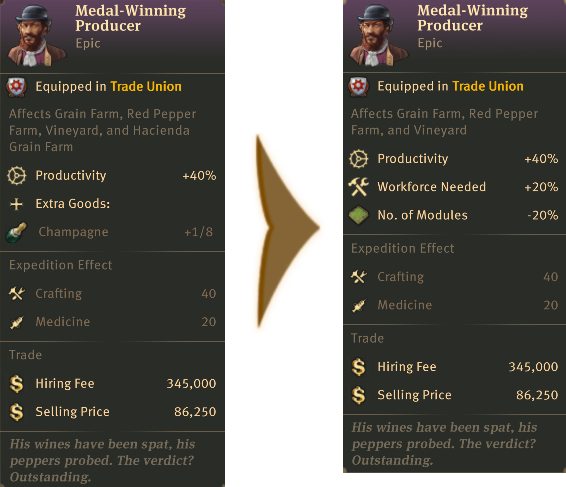 Medal-Winning
Producer
Epic
Equipped in Trade Union
Affects Grain Farm, Red Pepper
Farm, Vineyard, and Hacienda
Grain Farm
Productivity +40%
Extra Goods:
Champagne +1/8
Expedition Effect
Crafting 40
Medicine 20
Trade
Hiring Fee 345,000
Selling Price 86,250
His wines have been spat, his
peppers probed. The verdict?
Outstanding.
Medal-Winning
Producer
Epic
Equipped in Trade Union
Affects Grain Farm, Red Pepper
Farm, and Vineyard
Productivity +40%
Workforce Needed +20%
No. of Modules -20%
Expedition Effect
Crafting 40
Medicine 20
Trade
Hiring Fee 345,000
Selling Price 86,250
His wines have been spat, his
peppers probed. The verdict?
Outstanding.